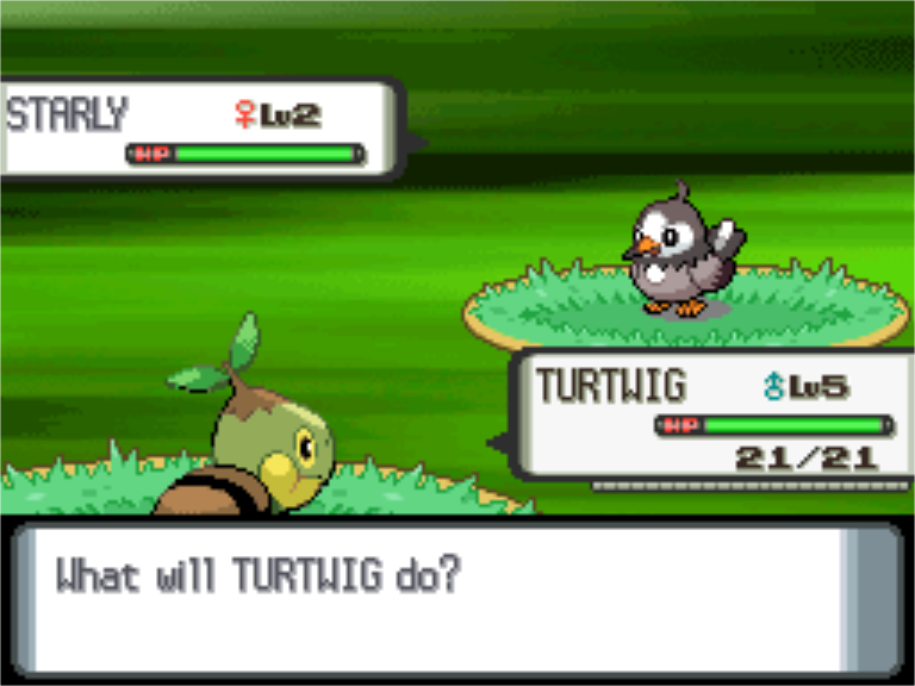 STARLY ♀Lv2
HP
TURTWIG ♂Lv5
HP
21/21
What will TURTWIG do?